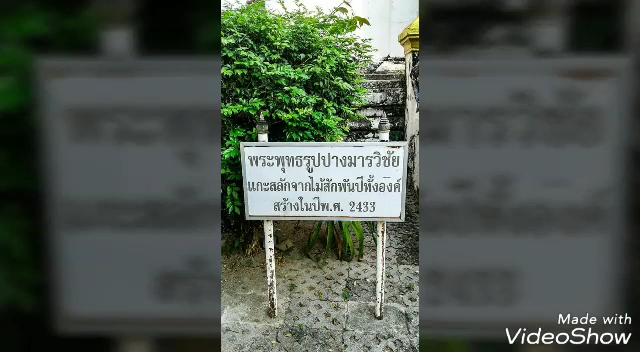 พระพุทธรูปปางมารวิชัย
แกะสลักจากไม้สักพันปีทั้งองค์
สร้างในปีพ.ศ. 2433
Made with
VideoShow